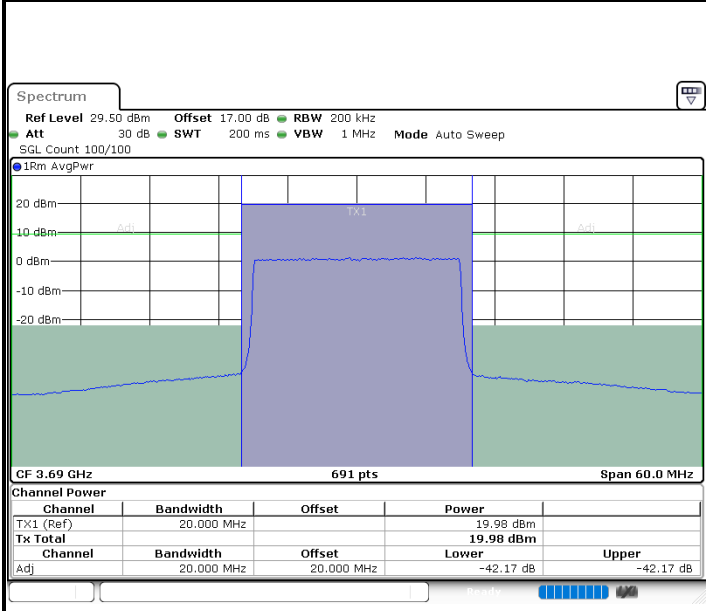 Spectrum
Ref Level 29.50 dBm Offset 17.00 dB RBW 200 kHz
Att 30 dB SWT 200 ms VBW 1 MHz Mode Auto Sweep
SGL Count 100/100
1Rm AvgPwr
20 dBm
TX1
Adj Adj
10 dBm
0 dBm
-10 dBm
-20 dBm
CF 3.69 GHz 691 pts Span 60.0 MHz
Channel Power
Channel Bandwidth Offset Power
TX1 (Ref) 20.000 MHz 19.98 dBm
Tx Total 19.98 dBm
Channel Bandwidth Offset Lower Upper
Adj 20.000 MHz 20.000 MHz -42.17 dB -42.17 dB
Ready